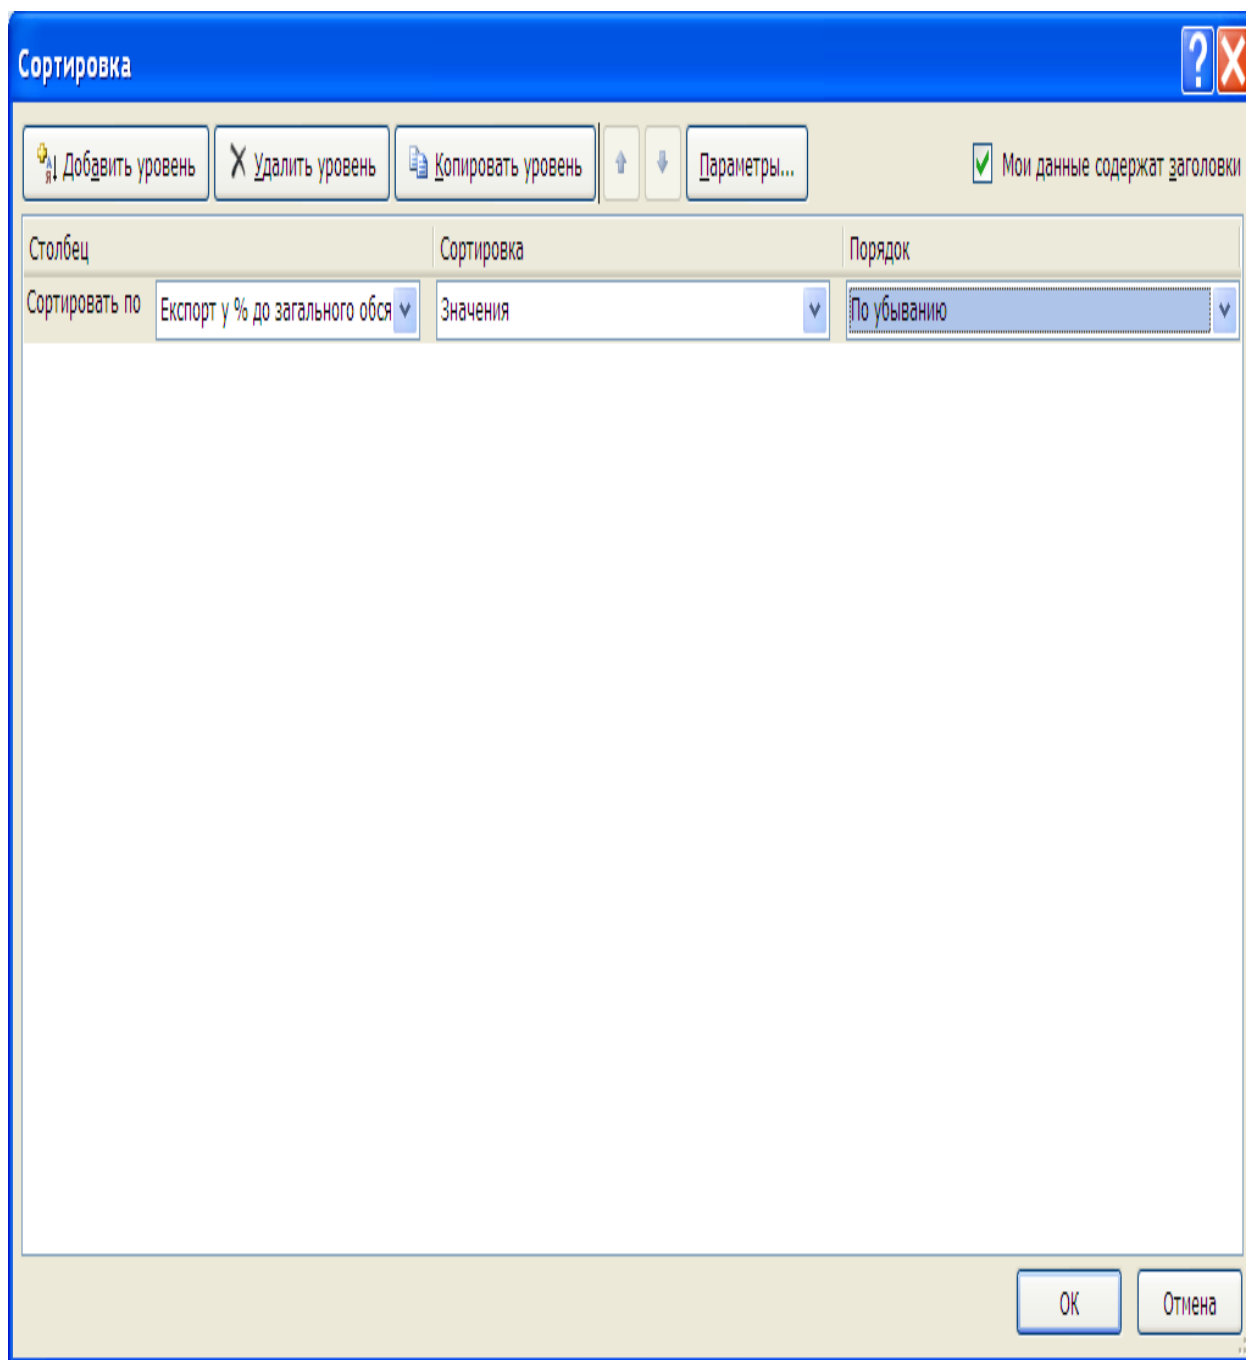 Сортировка
Добавить уровень Удалить уровень Копировать уровень Параметры... Мои данные содержат заголовки
Столбец Сортировка Порядок
Сортировать по Експорт у % до загального обся Значения По убыванию
ОК Отмена